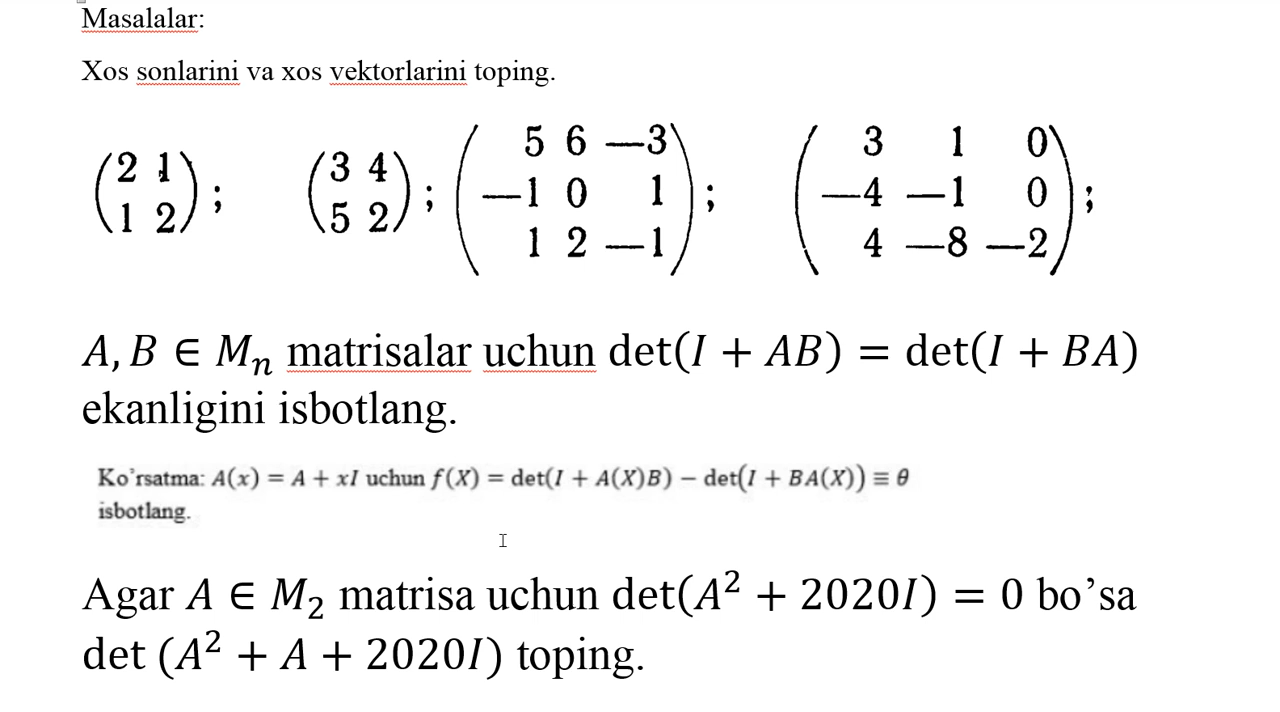 Masalalar:
Xos sonlarini va xos vektorlarini toping.
(2 1; 1 2); (3 4; 5 2); (5 6 —3; —1 0 1; 1 2 —1); (3 1 0; —4 —1 0; 4 —8 —2);
A, B ∈ Mₙ matrisalar uchun det(I + AB) = det(I + BA)
ekanligini isbotlang.
Ko’rsatma: A(x) = A + xI uchun f(X) = det(I + A(X)B) − det(I + BA(X)) ≡ θ
isbotlang.
Agar A ∈ M₂ matrisa uchun det(A² + 2020I) = 0 bo’sa
det (A² + A + 2020I) toping.